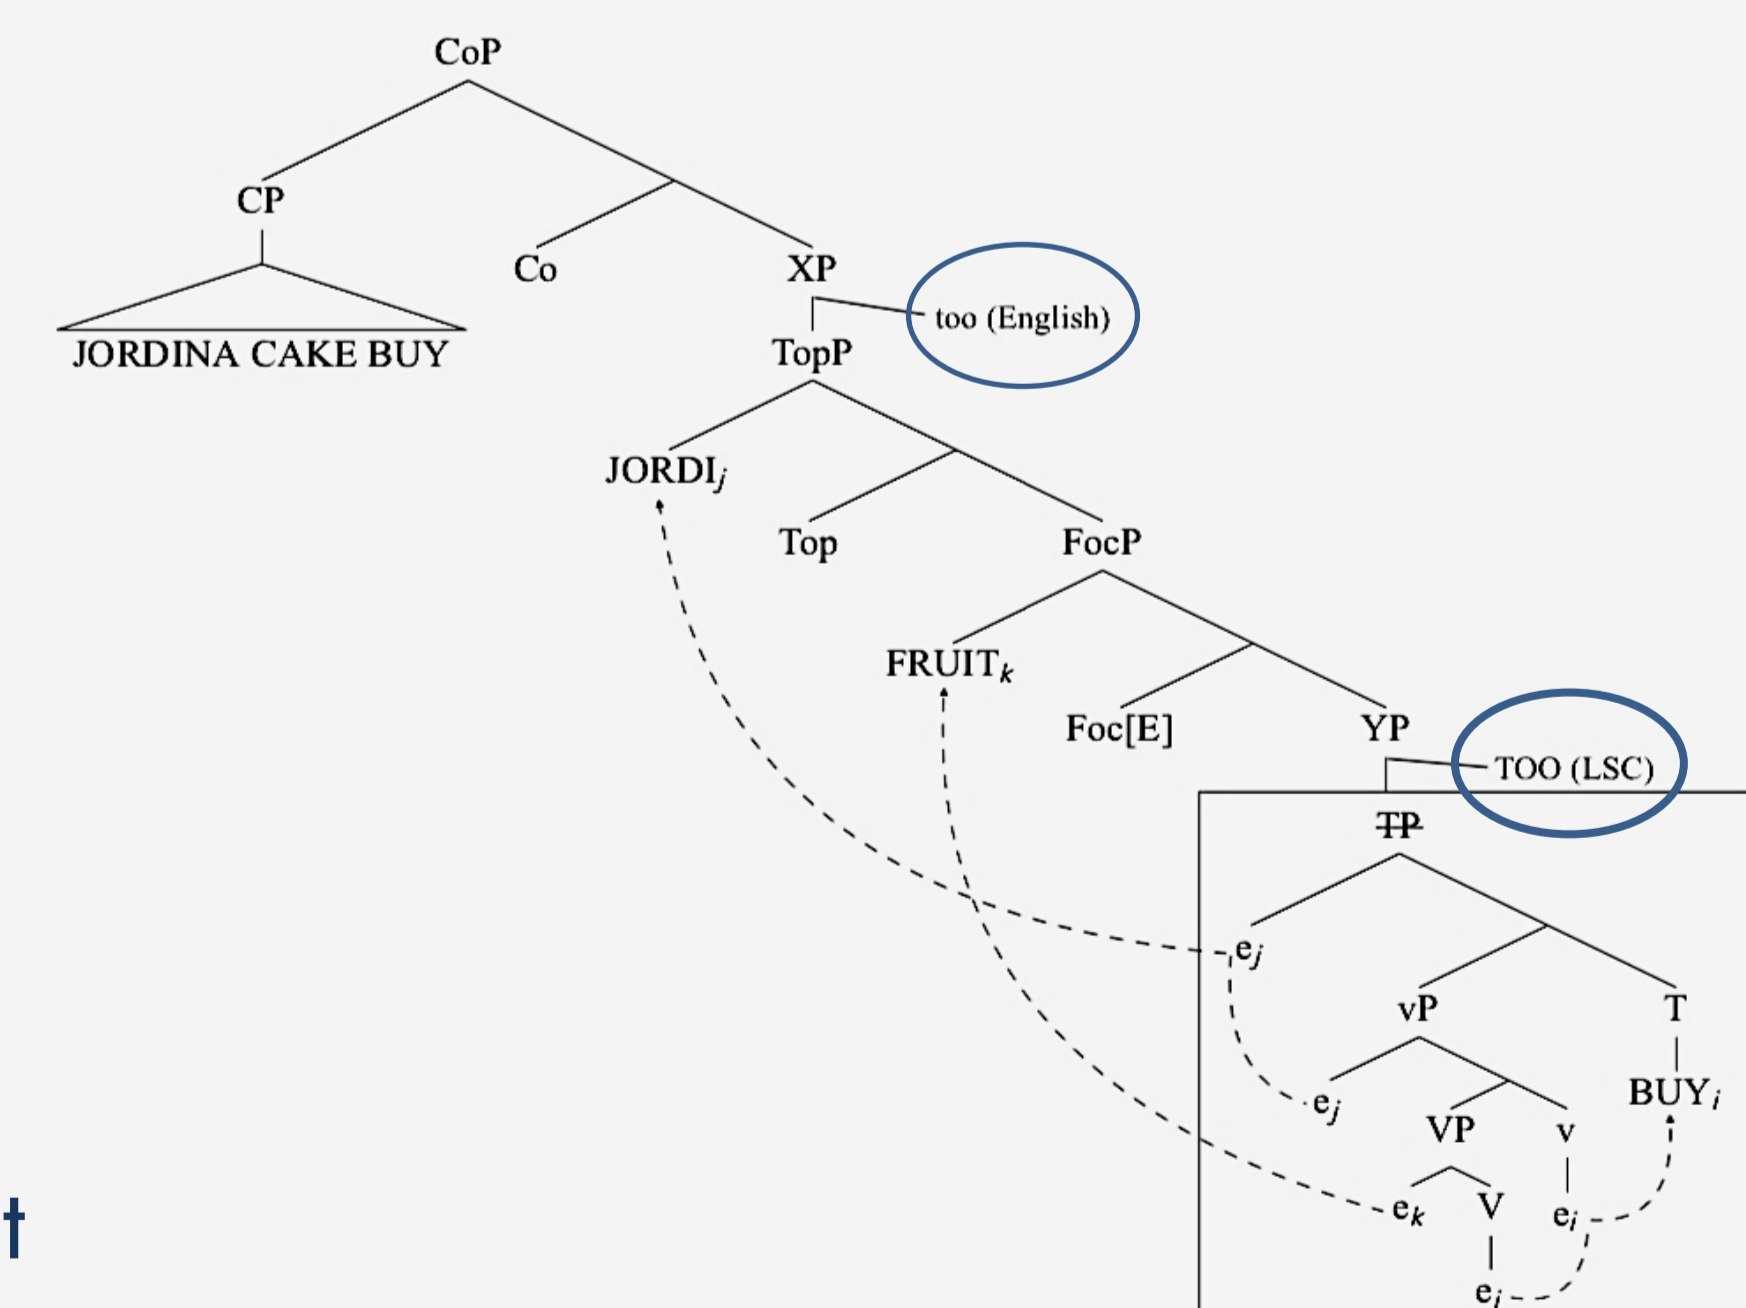 CoP
CP
Co
XP
too (English)
JORDINA CAKE BUY
TopP
JORDIj
Top
FocP
FRUITk
Foc[E]
YP
TOO (LSC)
TP
ej
vP
T
ej
BUYi
VP
v
ek
V
ei
ei
t